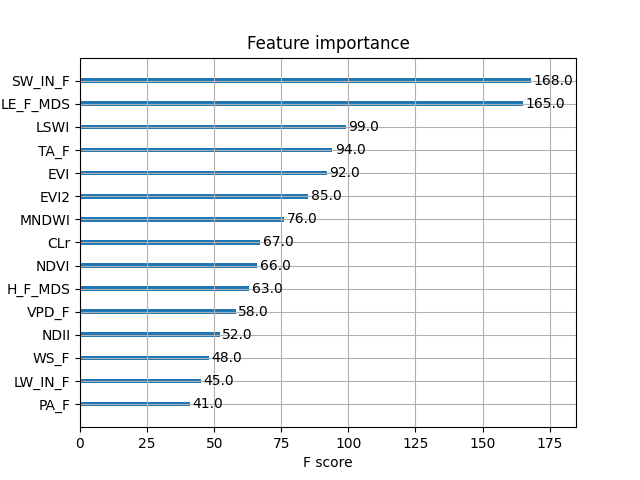 Feature importance
SW_IN_F 168.0
LE_F_MDS 165.0
LSWI 99.0
TA_F 94.0
EVI 92.0
EVI2 85.0
MNDWI 76.0
CLr 67.0
NDVI 66.0
H_F_MDS 63.0
VPD_F 58.0
NDII 52.0
WS_F 48.0
LW_IN_F 45.0
PA_F 41.0
0 25 50 75 100 125 150 175
F score